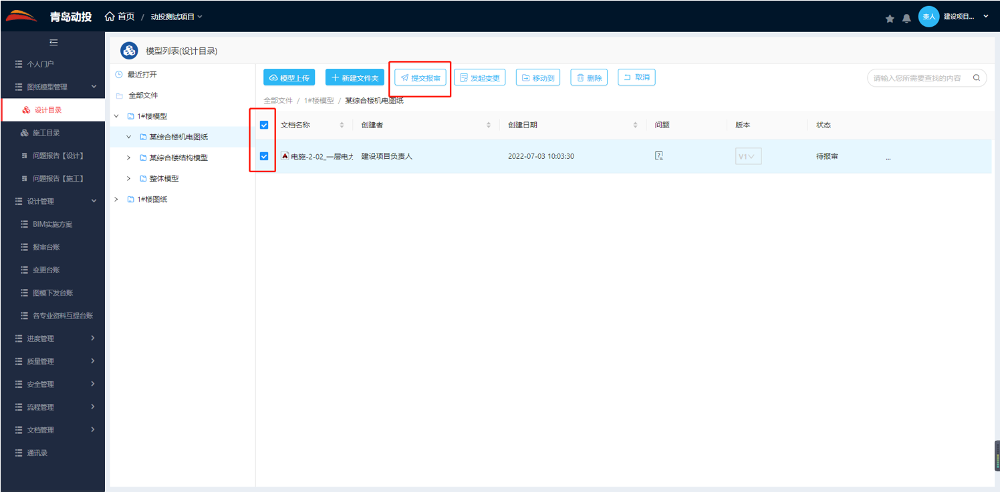 青岛动投 首页 / 动投测试项目
责人 建设项目...
个人门户
图纸模型管理
设计目录
施工目录
问题报告【设计】
问题报告【施工】
设计管理
BIM实施方案
报审台账
变更台账
图模下发台账
各专业资料互提台账
进度管理
质量管理
安全管理
流程管理
文档管理
通讯录
模型列表(设计目录)
最近打开
全部文件
1#楼模型
某综合楼机电图纸
某综合楼结构模型
整体模型
1#楼图纸
模型上传 新建文件夹 提交报审 发起变更 移动到 删除 取消
请输入您所需要查找的内容
全部文件 / 1#楼模型 / 某综合楼机电图纸
文档名称 创建者 创建日期 问题 版本 状态
电施-2-02_一层电力 建设项目负责人 2022-07-03 10:03:30 V1 待报审 ...